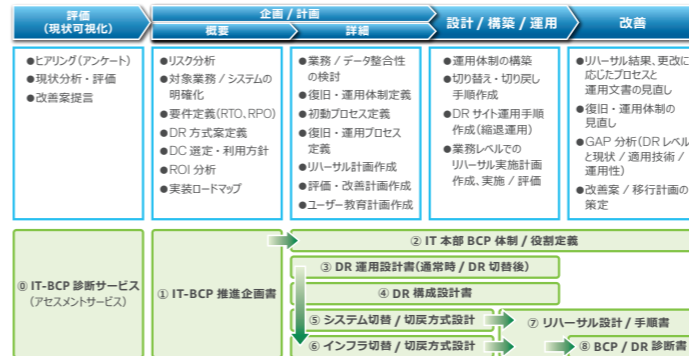 評価
(現状可視化)
企画 / 計画
概要
詳細
設計 / 構築 / 運用
改善
●ヒアリング(アンケート)
●現状分析・評価
●改善案提言
●リスク分析
●対象業務 / システムの
明確化
●要件定義(RTO、RPO)
●DR 方式案定義
●DC 選定・利用方針
●ROI 分析
●実装ロードマップ
●業務 / データ整合性
の検討
●復旧・運用体制定義
●初動プロセス定義
●復旧・運用プロセス
定義
●リハーサル計画作成
●評価・改善計画作成
●ユーザー教育計画作成
●運用体制の構築
●切り替え・切り戻し
手順作成
●DR サイト運用手順
作成(縮退運用)
●業務レベルでの
リハーサル実施計画
作成、実施 / 評価
●リハーサル結果、更改に
応じたプロセスと
運用文書の見直し
●復旧・運用体制の
見直し
●GAP 分析(DR レベル
と現状 / 適用技術 /
運用性)
●改善案 / 移行計画の
策定
⓪ IT-BCP 診断サービス
(アセスメントサービス)
① IT-BCP 推進企画書
② IT 本部 BCP 体制 / 役割定義
③ DR 運用設計書(通常時 / DR 切替後)
④ DR 構成設計書
⑤ システム切替 / 切戻方式設計
⑥ インフラ切替 / 切戻方式設計
⑦ リハーサル設計 / 手順書
⑧ BCP / DR 診断書